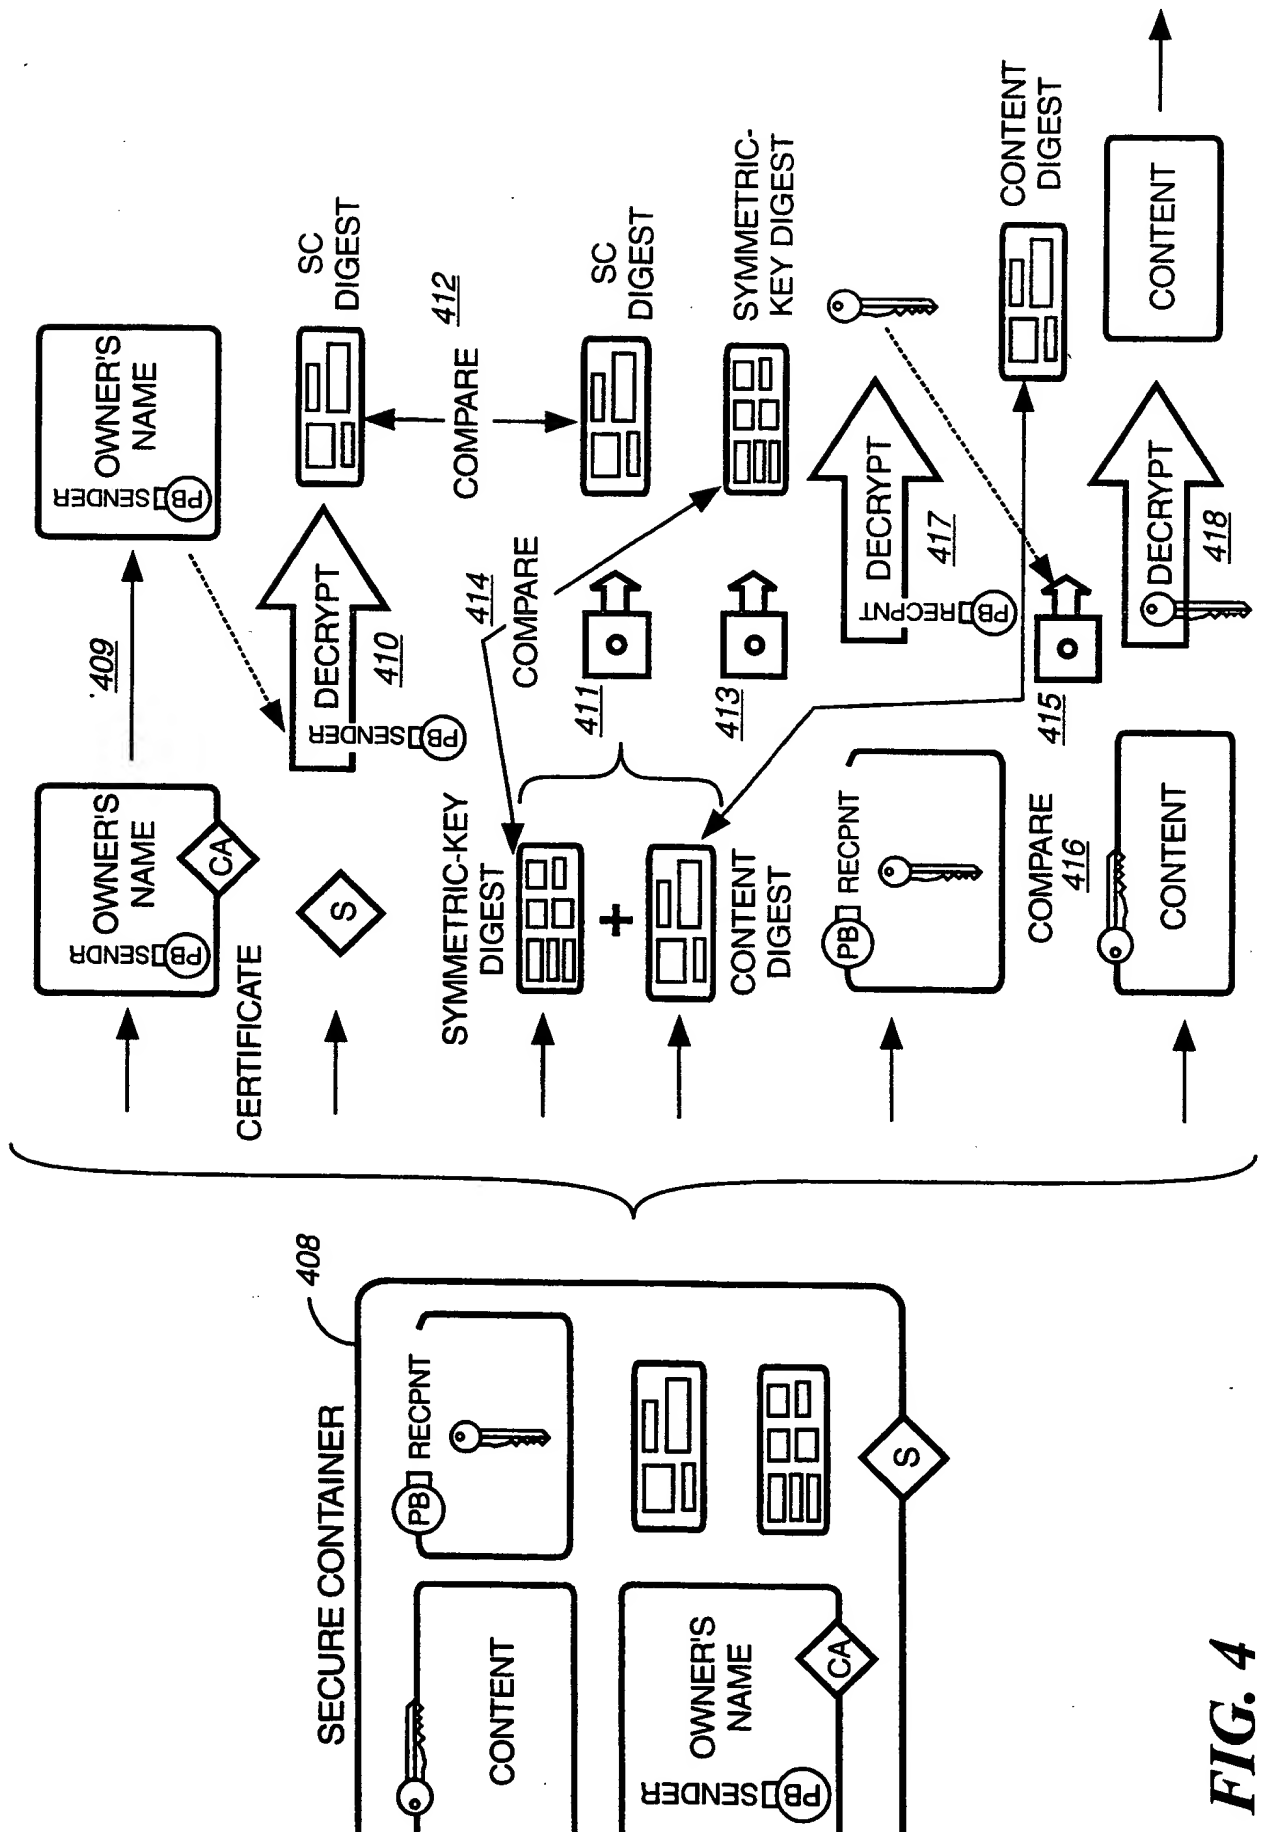 SECURE CONTAINER
408
CONTENT
PB RECPNT
SENDER
PB
OWNER'S
NAME
CA
S
SENDR
PB
OWNER'S
NAME
CA
CERTIFICATE
409
SENDER
PB
OWNER'S
NAME
S
SENDER
PB
DECRYPT
410
SC
DIGEST
COMPARE
412
SYMMETRIC-KEY
DIGEST
+
CONTENT
DIGEST
414
COMPARE
411
SC
DIGEST
413
SYMMETRIC-
KEY DIGEST
PB RECPNT
RECPNT
PB
DECRYPT
417
COMPARE
416
415
CONTENT
DIGEST
CONTENT
DECRYPT
418
CONTENT
FIG. 4